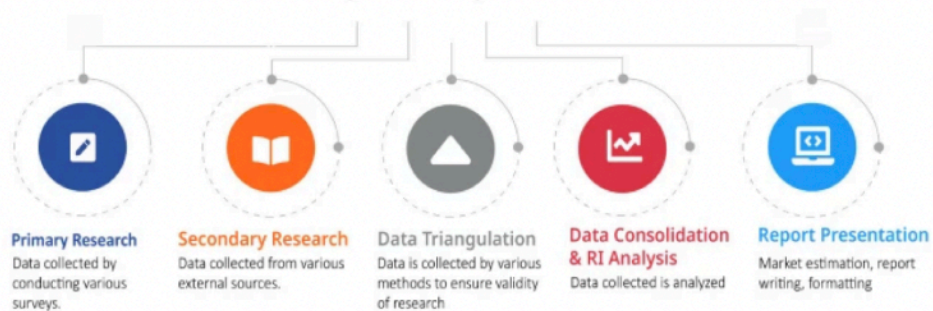 Primary Research
Data collected by
conducting various
surveys.
Secondary Research
Data collected from various
external sources.
Data Triangulation
Data is collected by various
methods to ensure validity
of research
Data Consolidation
& RI Analysis
Data collected is analyzed
Report Presentation
Market estimation, report
writing, formatting